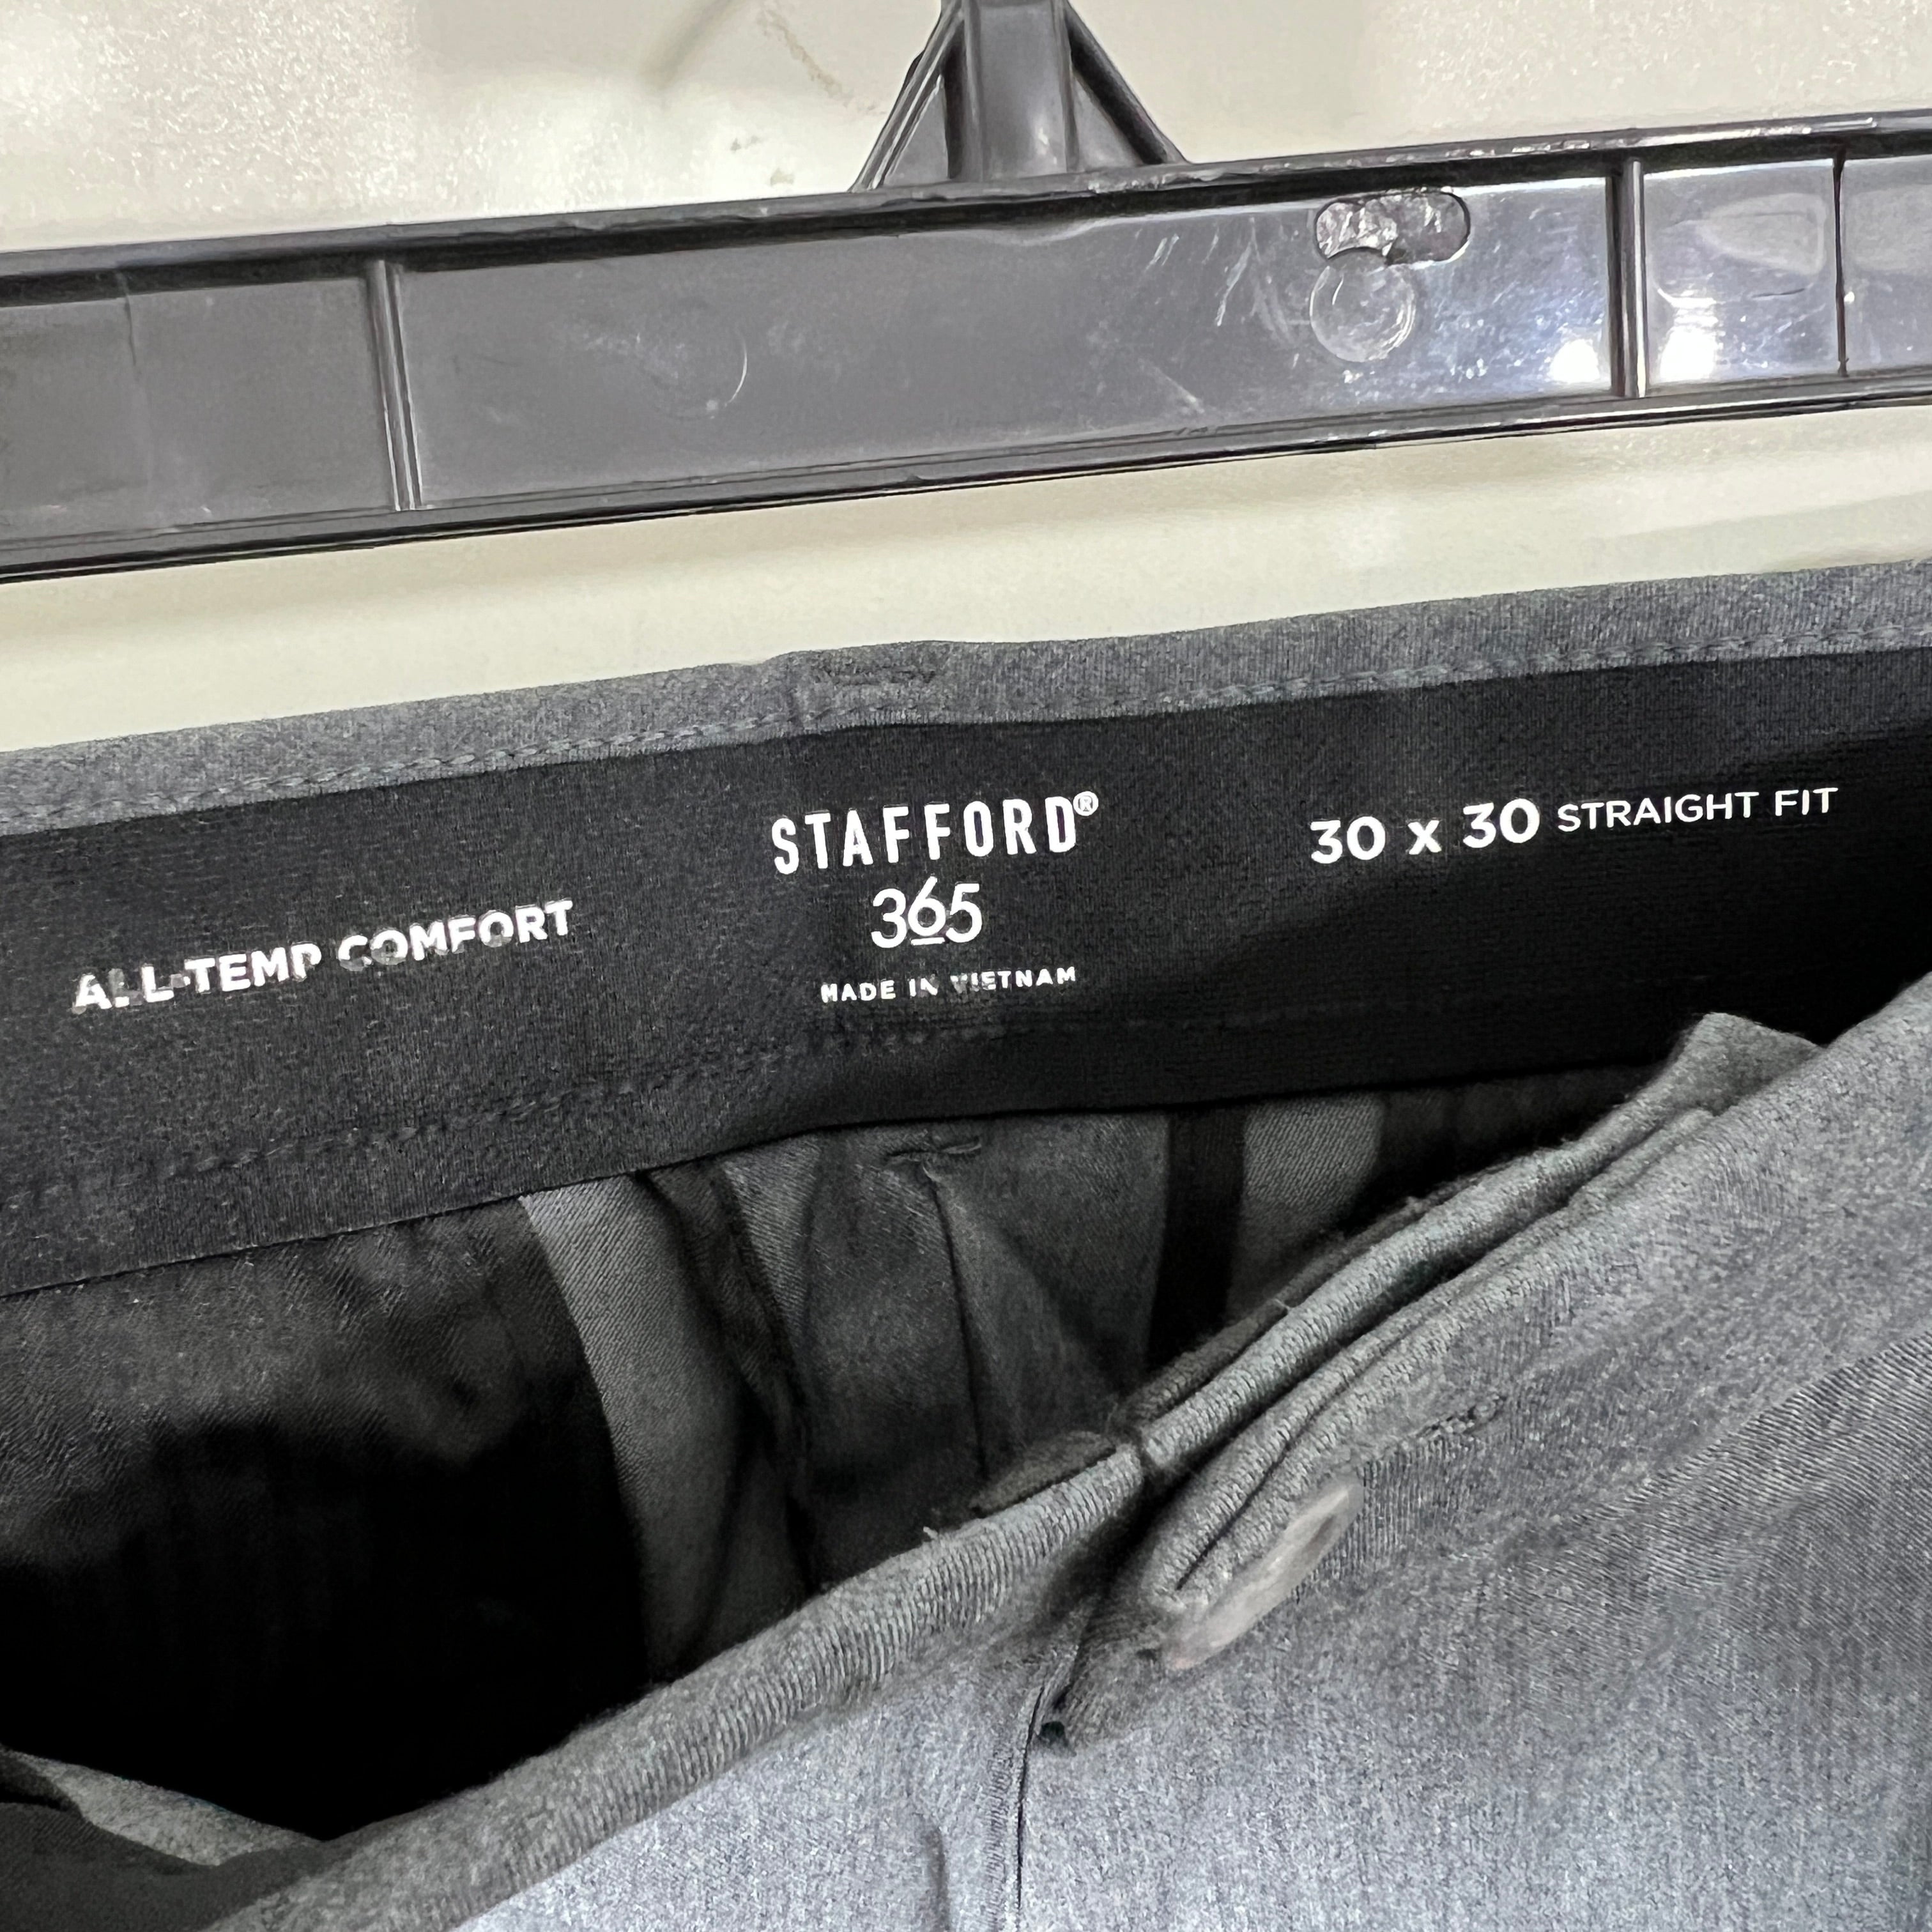 STAFFORD®
365
MADE IN VIETNAM
ALL-TEMP COMFORT
30 x 30 STRAIGHT FIT